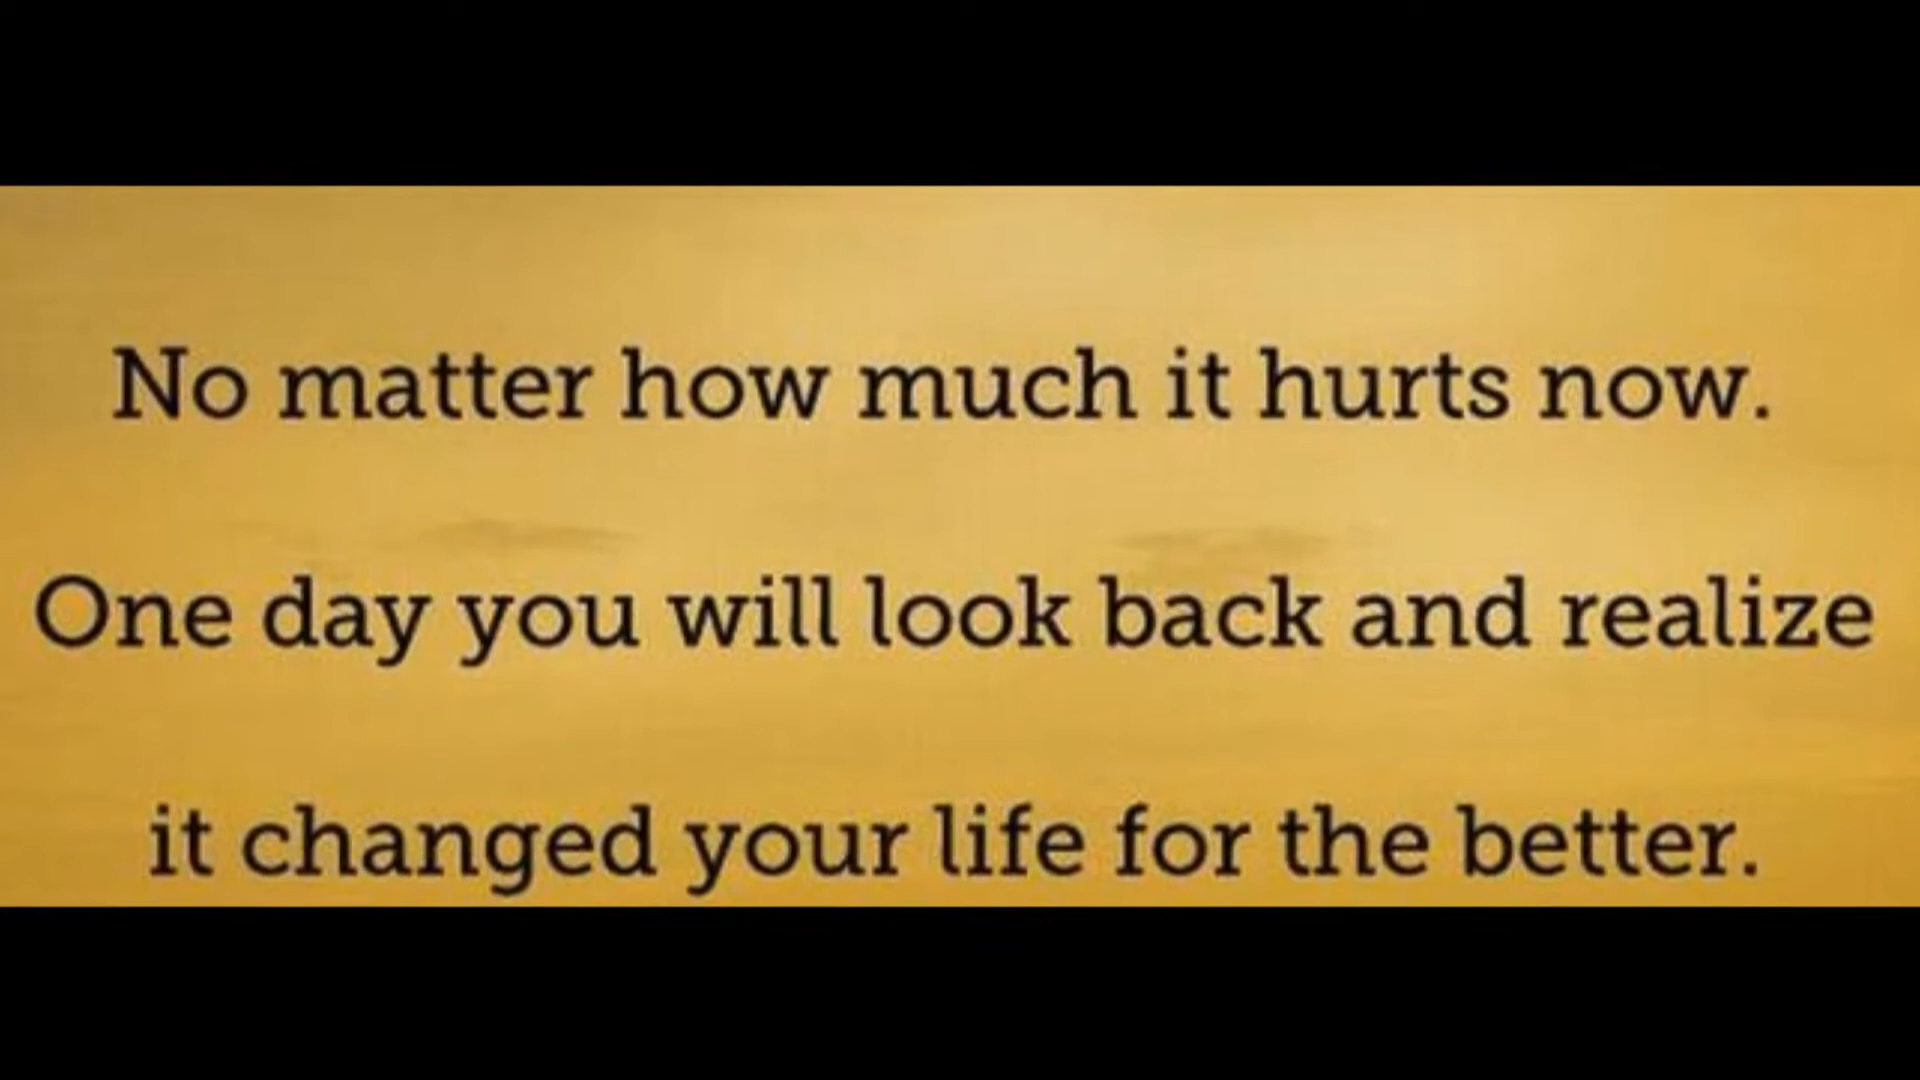 No matter how much it hurts now.
One day you will look back and realize
it changed your life for the better.